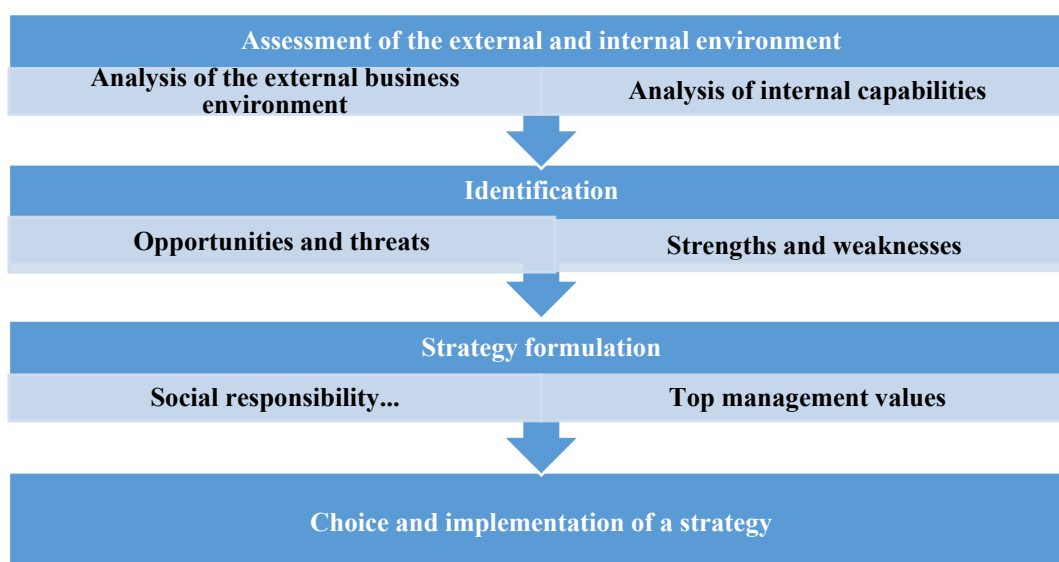 Assessment of the external and internal environment
Analysis of the external business
environment
Analysis of internal capabilities
Identification
Opportunities and threats
Strengths and weaknesses
Strategy formulation
Social responsibility...
Top management values
Choice and implementation of a strategy